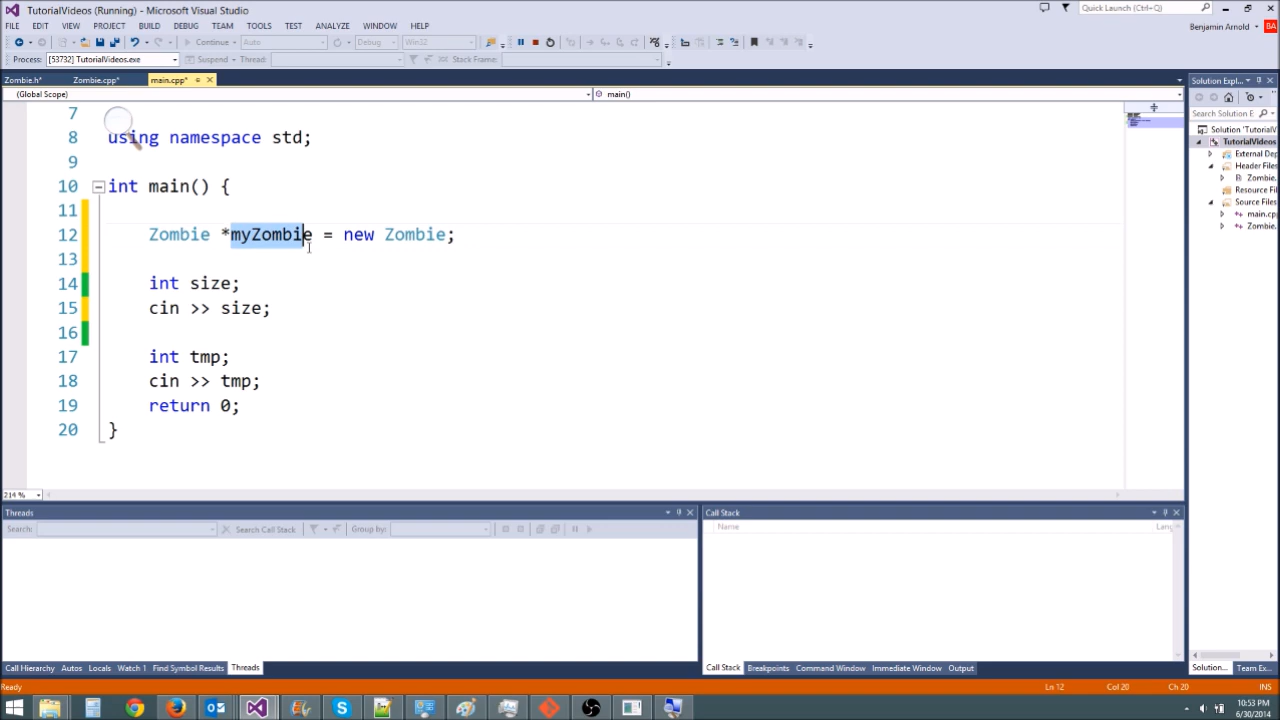 TutorialVideos (Running) - Microsoft Visual Studio
Quick Launch (Ctrl+Q)
FILE EDIT VIEW PROJECT BUILD DEBUG TEAM TOOLS TEST ANALYZE WINDOW HELP
Benjamin Arnold BA
Continue Auto Debug Win32
Process: [53732] TutorialVideos.exe Suspend Thread: Stack Frame:
Zombie.h* Zombie.cpp* main.cpp*
Solution Expl...
(Global Scope) main()
7
8 using namespace std;
9
10 int main() {
11
12 Zombie *myZombie = new Zombie;
13
14 int size;
15 cin >> size;
16
17 int tmp;
18 cin >> tmp;
19 return 0;
20 }
Search Solution E
Solution 'TutorialV
TutorialVideos
External Dep
Header Files
Zombie.
Resource Fil
Source Files
main.cp
Zombie.
214 %
Threads
Search: Search Call Stack Group by:
Call Stack
Name Lang
Call Hierarchy Autos Locals Watch 1 Find Symbol Results Threads
Call Stack Breakpoints Command Window Immediate Window Output
Solution... Team Ex...
Ready Ln 12 Col 20 Ch 20 INS
10:53 PM
6/30/2014